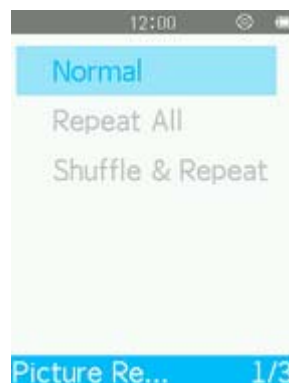 12:00
Normal
Repeat All
Shuffle & Repeat
Picture Re... 1/3